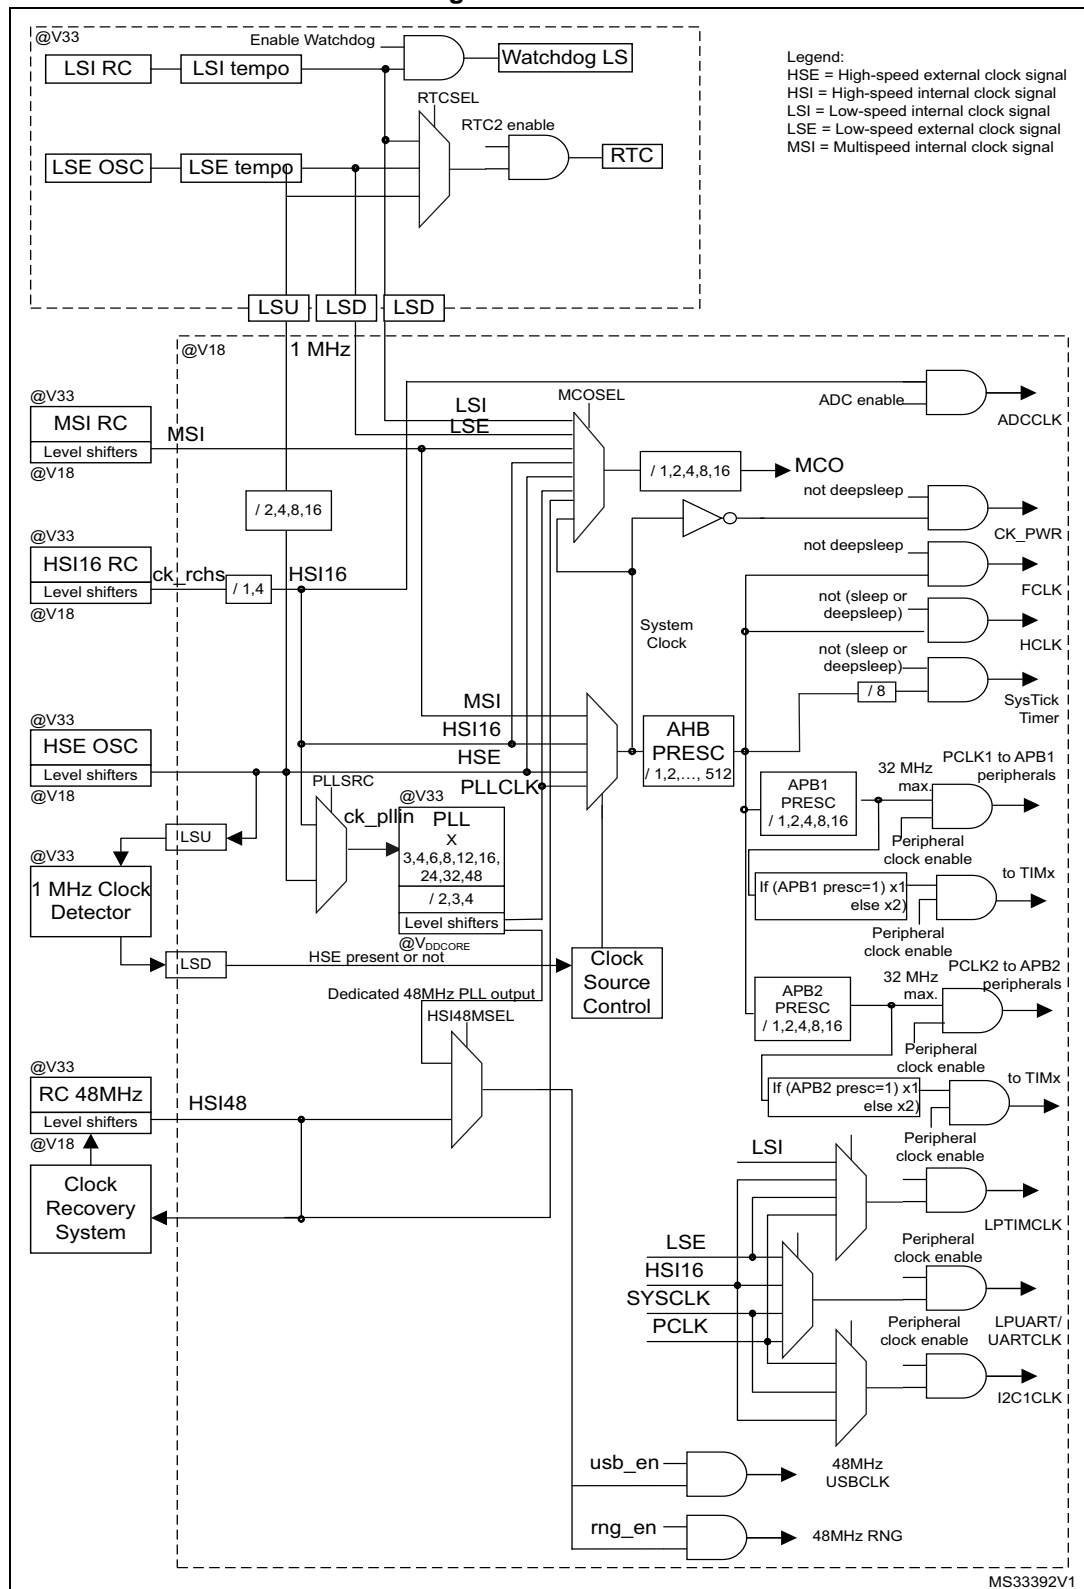 @V33
Enable Watchdog
Watchdog LS
LSI RC
LSI tempo
Legend:
HSE = High-speed external clock signal
HSI = High-speed internal clock signal
LSI = Low-speed internal clock signal
LSE = Low-speed external clock signal
MSI = Multispeed internal clock signal
RTCSEL
RTC2 enable
RTC
LSE OSC
LSE tempo
LSU
LSD
LSD
@V18
1 MHz
@V33
MSI RC
Level shifters
@V18
MSI
LSI
LSE
MCOSEL
ADC enable
ADCCLK
/ 1,2,4,8,16
MCO
not deepsleep
CK_PWR
/ 2,4,8,16
@V33
HSI16 RC
Level shifters
@V18
ck_rchs
/ 1,4
HSI16
not deepsleep
FCLK
not (sleep or
deepsleep)
HCLK
System
Clock
not (sleep or
deepsleep)
/ 8
SysTick
Timer
MSI
HSI16
HSE
PLLCLK
@V33
HSE OSC
Level shifters
@V18
AHB
PRESC
/ 1,2,…, 512
PLLSRC
ck_pllin
@V33
PLL
X
3,4,6,8,12,16,
24,32,48
/ 2,3,4
Level shifters
@VDDCORE
APB1
PRESC
/ 1,2,4,8,16
32 MHz
max.
PCLK1 to APB1
peripherals
Peripheral
clock enable
LSU
@V33
1 MHz Clock
Detector
LSD
HSE present or not
Clock
Source
Control
If (APB1 presc=1) x1
else x2)
to TIMx
Peripheral
clock enable
Dedicated 48MHz PLL output
HSI48MSEL
APB2
PRESC
/ 1,2,4,8,16
32 MHz
max.
PCLK2 to APB2
peripherals
Peripheral
clock enable
@V33
RC 48MHz
Level shifters
@V18
HSI48
If (APB2 presc=1) x1
else x2)
to TIMx
Peripheral
clock enable
Clock
Recovery
System
LSI
LPTIMCLK
LSE
HSI16
SYSCLK
PCLK
Peripheral
clock enable
LPUART/
UARTCLK
Peripheral
clock enable
I2C1CLK
usb_en
48MHz
USBCLK
rng_en
48MHz RNG
MS33392V1